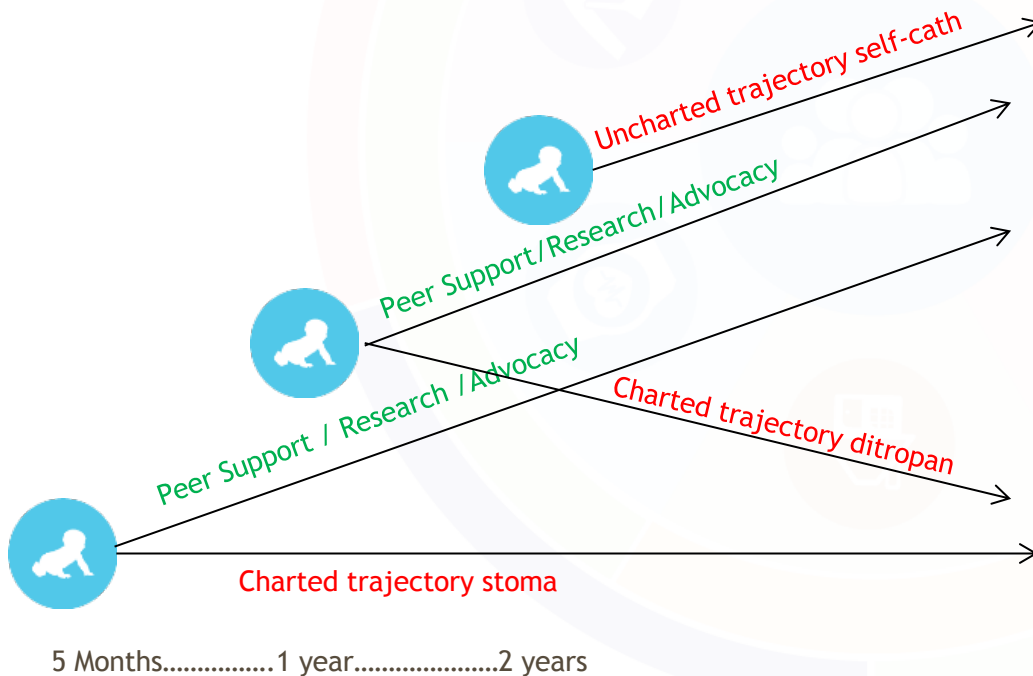 Uncharted trajectory self-cath
Peer Support/Research/Advocacy
Peer Support / Research /Advocacy
Charted trajectory ditropan
Charted trajectory stoma
5 Months................1 year.....................2 years